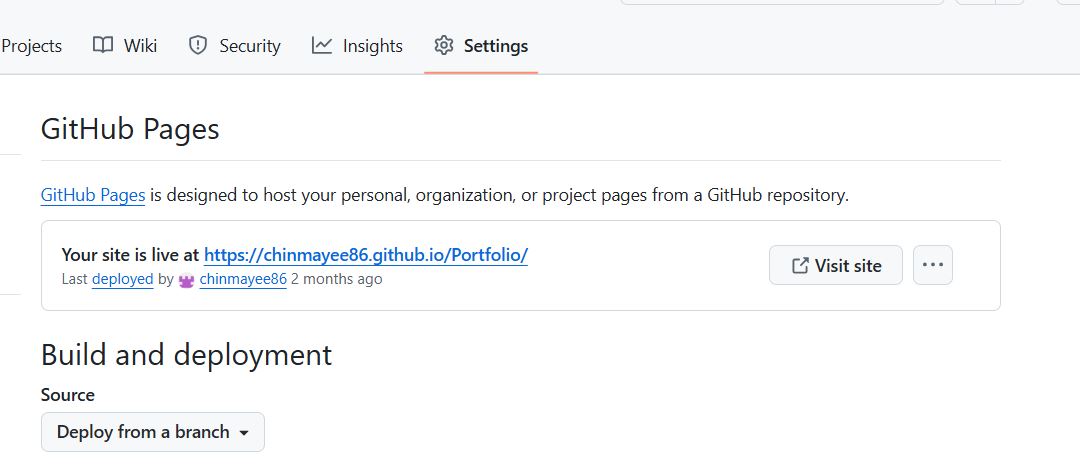 Projects Wiki Security Insights Settings
GitHub Pages
GitHub Pages is designed to host your personal, organization, or project pages from a GitHub repository.
Your site is live at https://chinmayee86.github.io/Portfolio/
Last deployed by chinmayee86 2 months ago
Visit site
Build and deployment
Source
Deploy from a branch